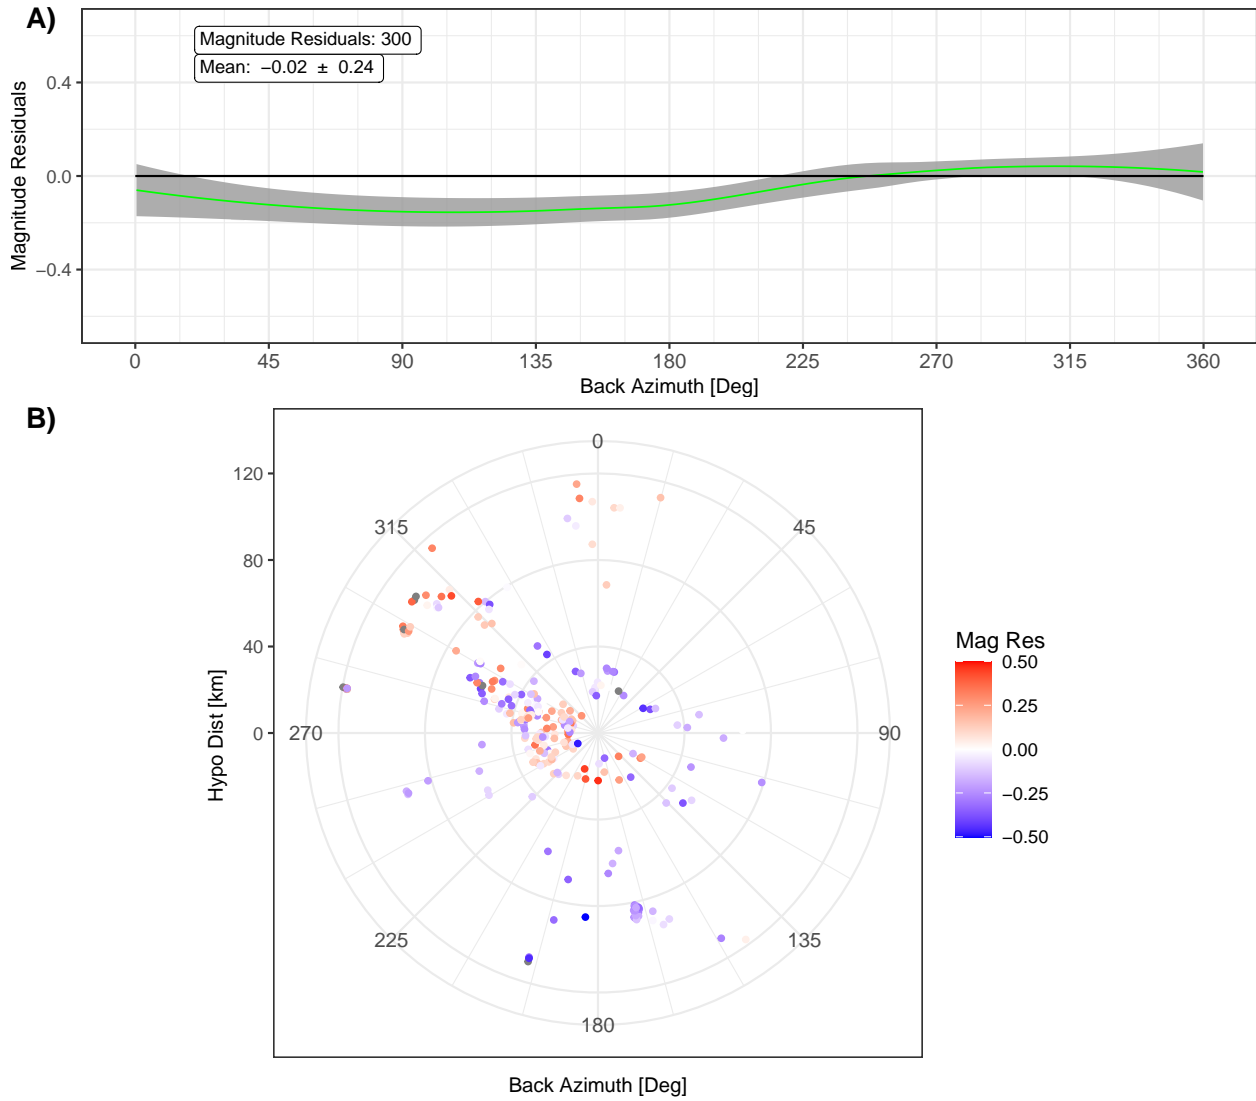 A)
Magnitude Residuals: 300
Mean: −0.02 ± 0.24
0.4
0.0
−0.4
Magnitude Residuals
0 45 90 135 180 225 270 315 360
Back Azimuth [Deg]
B)
0
45
90
135
180
225
270
315
120
80
40
0
Hypo Dist [km]
Back Azimuth [Deg]
Mag Res
0.50
0.25
0.00
−0.25
−0.50